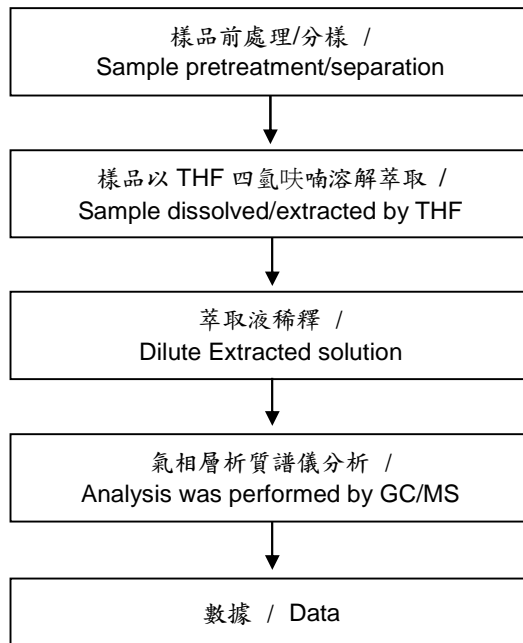 樣品前處理/分樣 /
Sample pretreatment/separation
樣品以 THF 四氫呋喃溶解萃取 /
Sample dissolved/extracted by THF
萃取液稀釋 /
Dilute Extracted solution
氣相層析質譜儀分析 /
Analysis was performed by GC/MS
數據 / Data